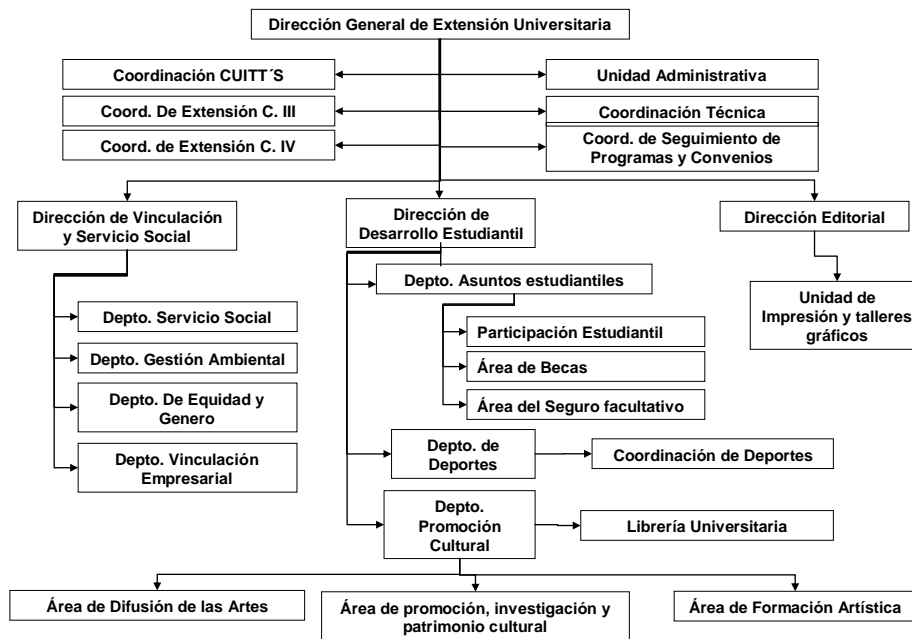 Dirección General de Extensión Universitaria
Coordinación CUITT´S
Unidad Administrativa
Coord. De Extensión C. III
Coordinación Técnica
Coord. de Extensión C. IV
Coord. de Seguimiento de
Programas y Convenios
Dirección de Vinculación
y Servicio Social
Dirección de
Desarrollo Estudiantil
Dirección Editorial
Depto. Asuntos estudiantiles
Unidad de
Impresión y talleres
gráficos
Depto. Servicio Social
Participación Estudiantil
Depto. Gestión Ambiental
Área de Becas
Depto. De Equidad y
Genero
Área del Seguro facultativo
Depto. Vinculación
Empresarial
Depto. de
Deportes
Coordinación de Deportes
Depto.
Promoción
Cultural
Librería Universitaria
Área de Difusión de las Artes
Área de promoción, investigación y
patrimonio cultural
Área de Formación Artística